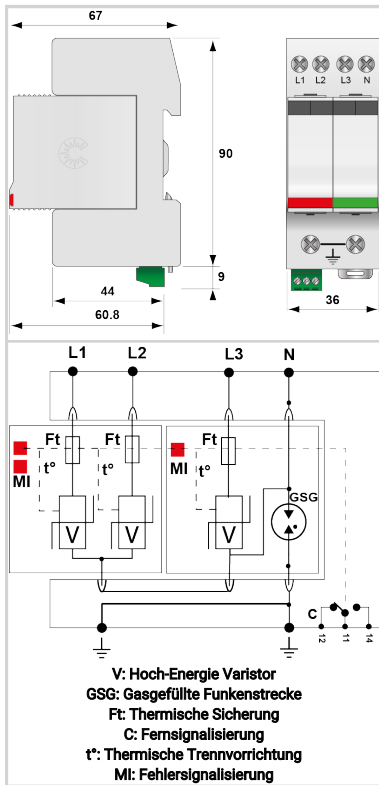 67
L1 L2 L3 N
90
9
44
60.8
36
L1 L2 L3 N
Ft Ft Ft
t° t° t°
MI MI
GSG
V V V
C
12 11 14
V: Hoch-Energie Varistor
GSG: Gasgefüllte Funkenstrecke
Ft: Thermische Sicherung
C: Fernsignalisierung
t°: Thermische Trennvorrichtung
MI: Fehlersignalisierung